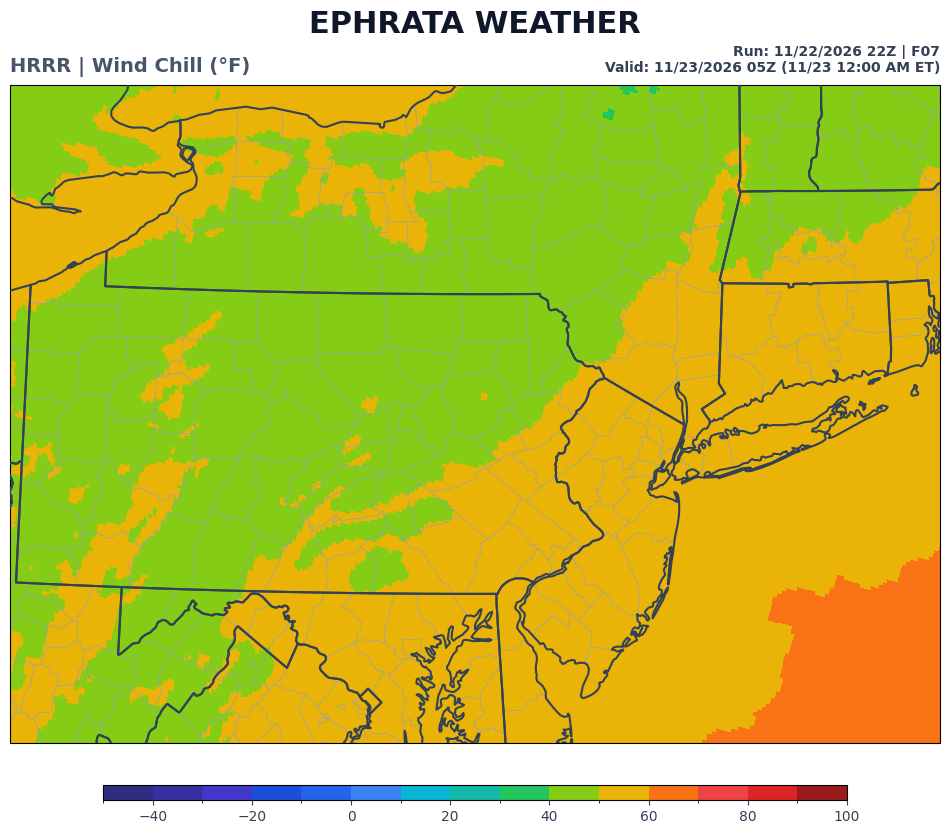 EPHRATA WEATHER
HRRR | Wind Chill (°F)
Run: 11/22/2026 22Z | F07
Valid: 11/23/2026 05Z (11/23 12:00 AM ET)
−40 −20 0 20 40 60 80 100